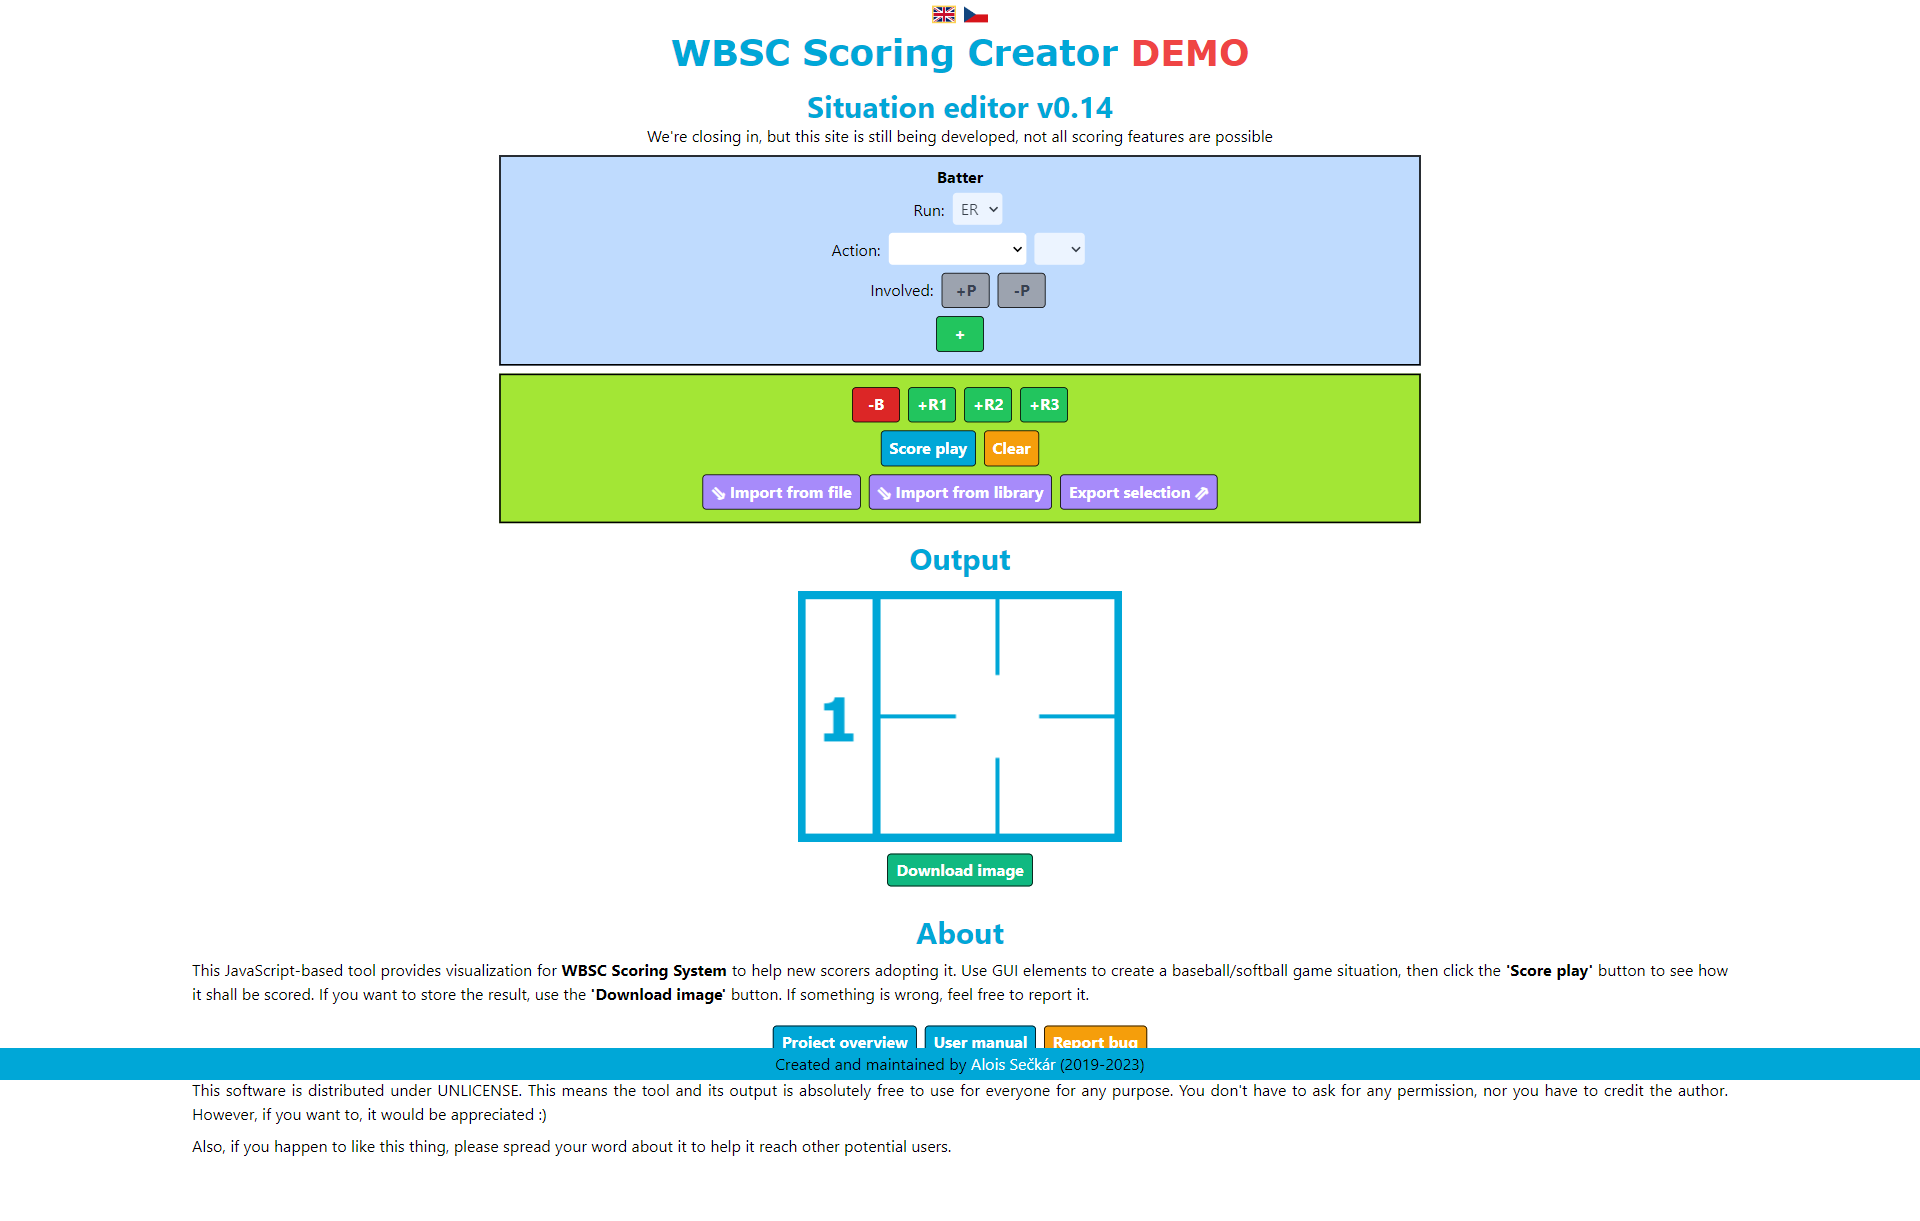 WBSC Scoring Creator DEMO
Situation editor v0.14
We're closing in, but this site is still being developed, not all scoring features are possible
Batter
Run: ER
Action:
Involved: +P -P
+
-B +R1 +R2 +R3
Score play Clear
⇘ Import from file ⇘ Import from library Export selection ⇗
Output
1
Download image
About
This JavaScript-based tool provides visualization for WBSC Scoring System to help new scorers adopting it. Use GUI elements to create a baseball/softball game situation, then click the 'Score play' button to see how
it shall be scored. If you want to store the result, use the 'Download image' button. If something is wrong, feel free to report it.
Project overview User manual Report bug
Created and maintained by Alois Sečkár (2019-2023)
This software is distributed under UNLICENSE. This means the tool and its output is absolutely free to use for everyone for any purpose. You don't have to ask for any permission, nor you have to credit the author.
However, if you want to, it would be appreciated :)
Also, if you happen to like this thing, please spread your word about it to help it reach other potential users.